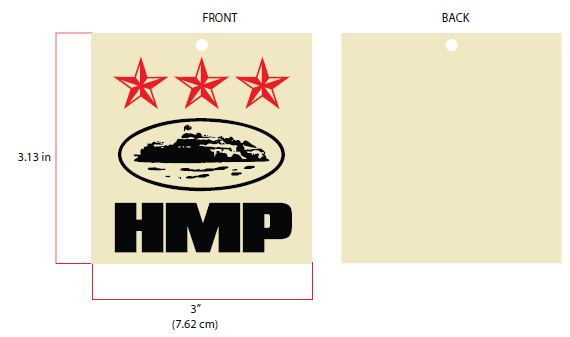 FRONT
BACK
3.13 in
HMP
3”
(7.62 cm)